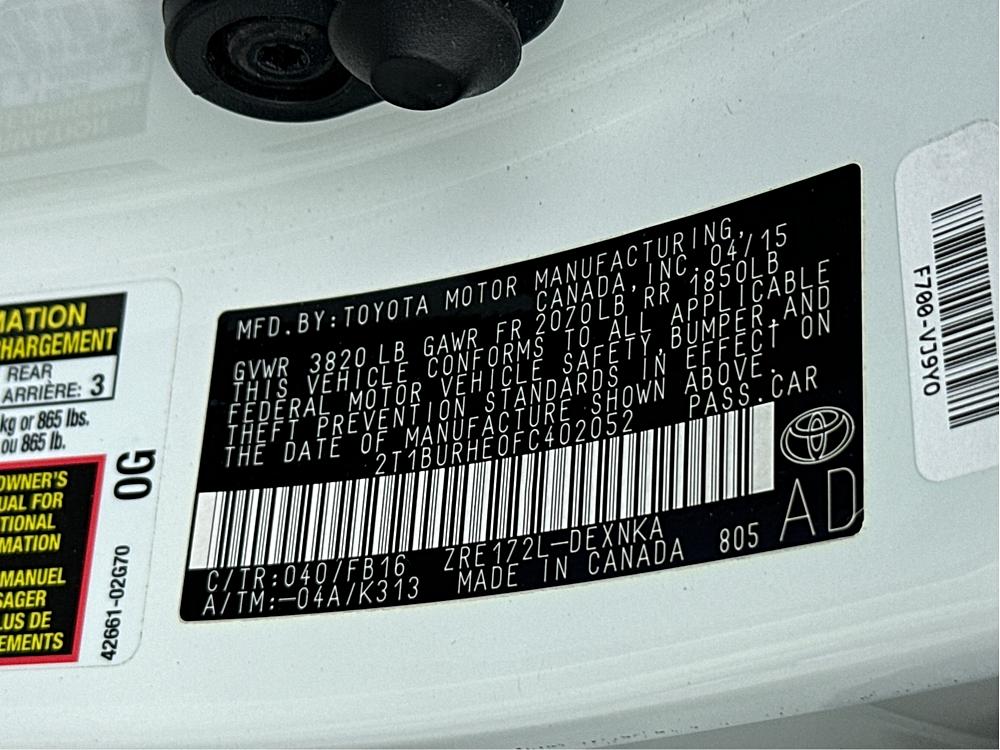 MATION
CHARGEMENT
REAR
ARRIÈRE: 3
kg or 865 lbs.
ou 865 lb.
OWNER'S
UAL FOR
TIONAL
MATION
MANUEL
SAGER
LUS DE
EMENTS
0G
42661-02G70
MFD.BY:TOYOTA MOTOR MANUFACTURING,
CANADA, INC. 04/15
GVWR 3820 LB GAWR FR 2070LB, RR 1850LB
THIS VEHICLE CONFORMS TO ALL APPLICABLE
FEDERAL MOTOR VEHICLE SAFETY, BUMPER, AND
THEFT PREVENTION STANDARDS IN EFFECT ON
THE DATE OF MANUFACTURE SHOWN ABOVE.
2T1BURHE0FC402052 PASS.CAR
C/TR:0407/FB16 ZRE172L-DEXNKA
A/TM:-04A/K313 MADE IN CANADA 805
AD
F700-VJ9Y0